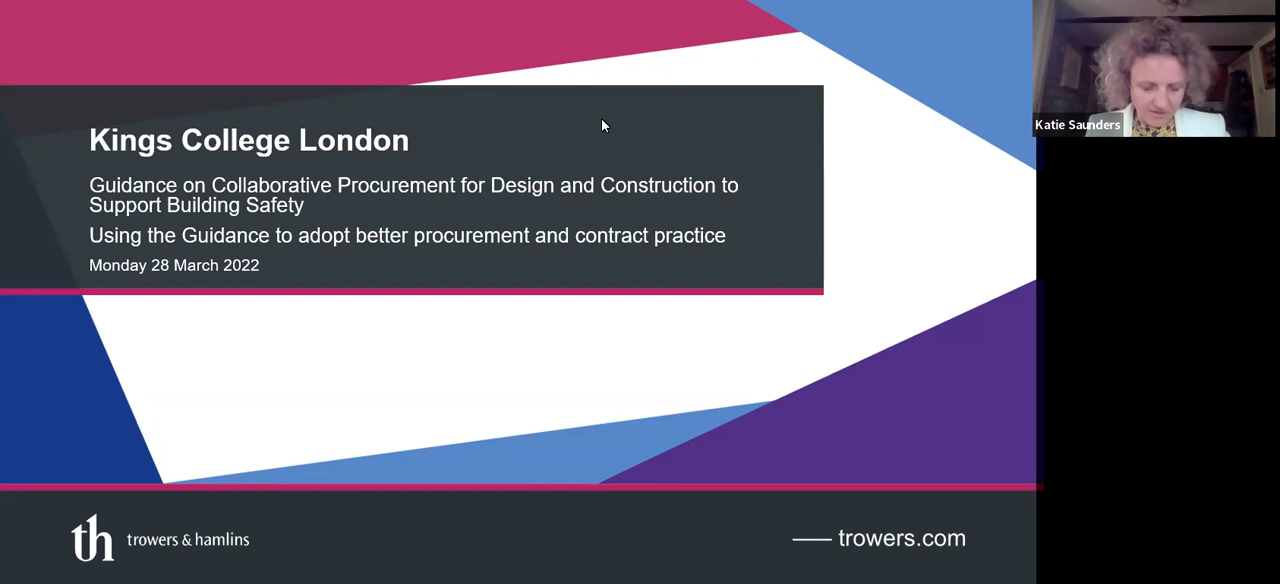 Kings College London
Guidance on Collaborative Procurement for Design and Construction to
Support Building Safety
Using the Guidance to adopt better procurement and contract practice
Monday 28 March 2022
Katie Saunders
th trowers & hamlins
trowers.com